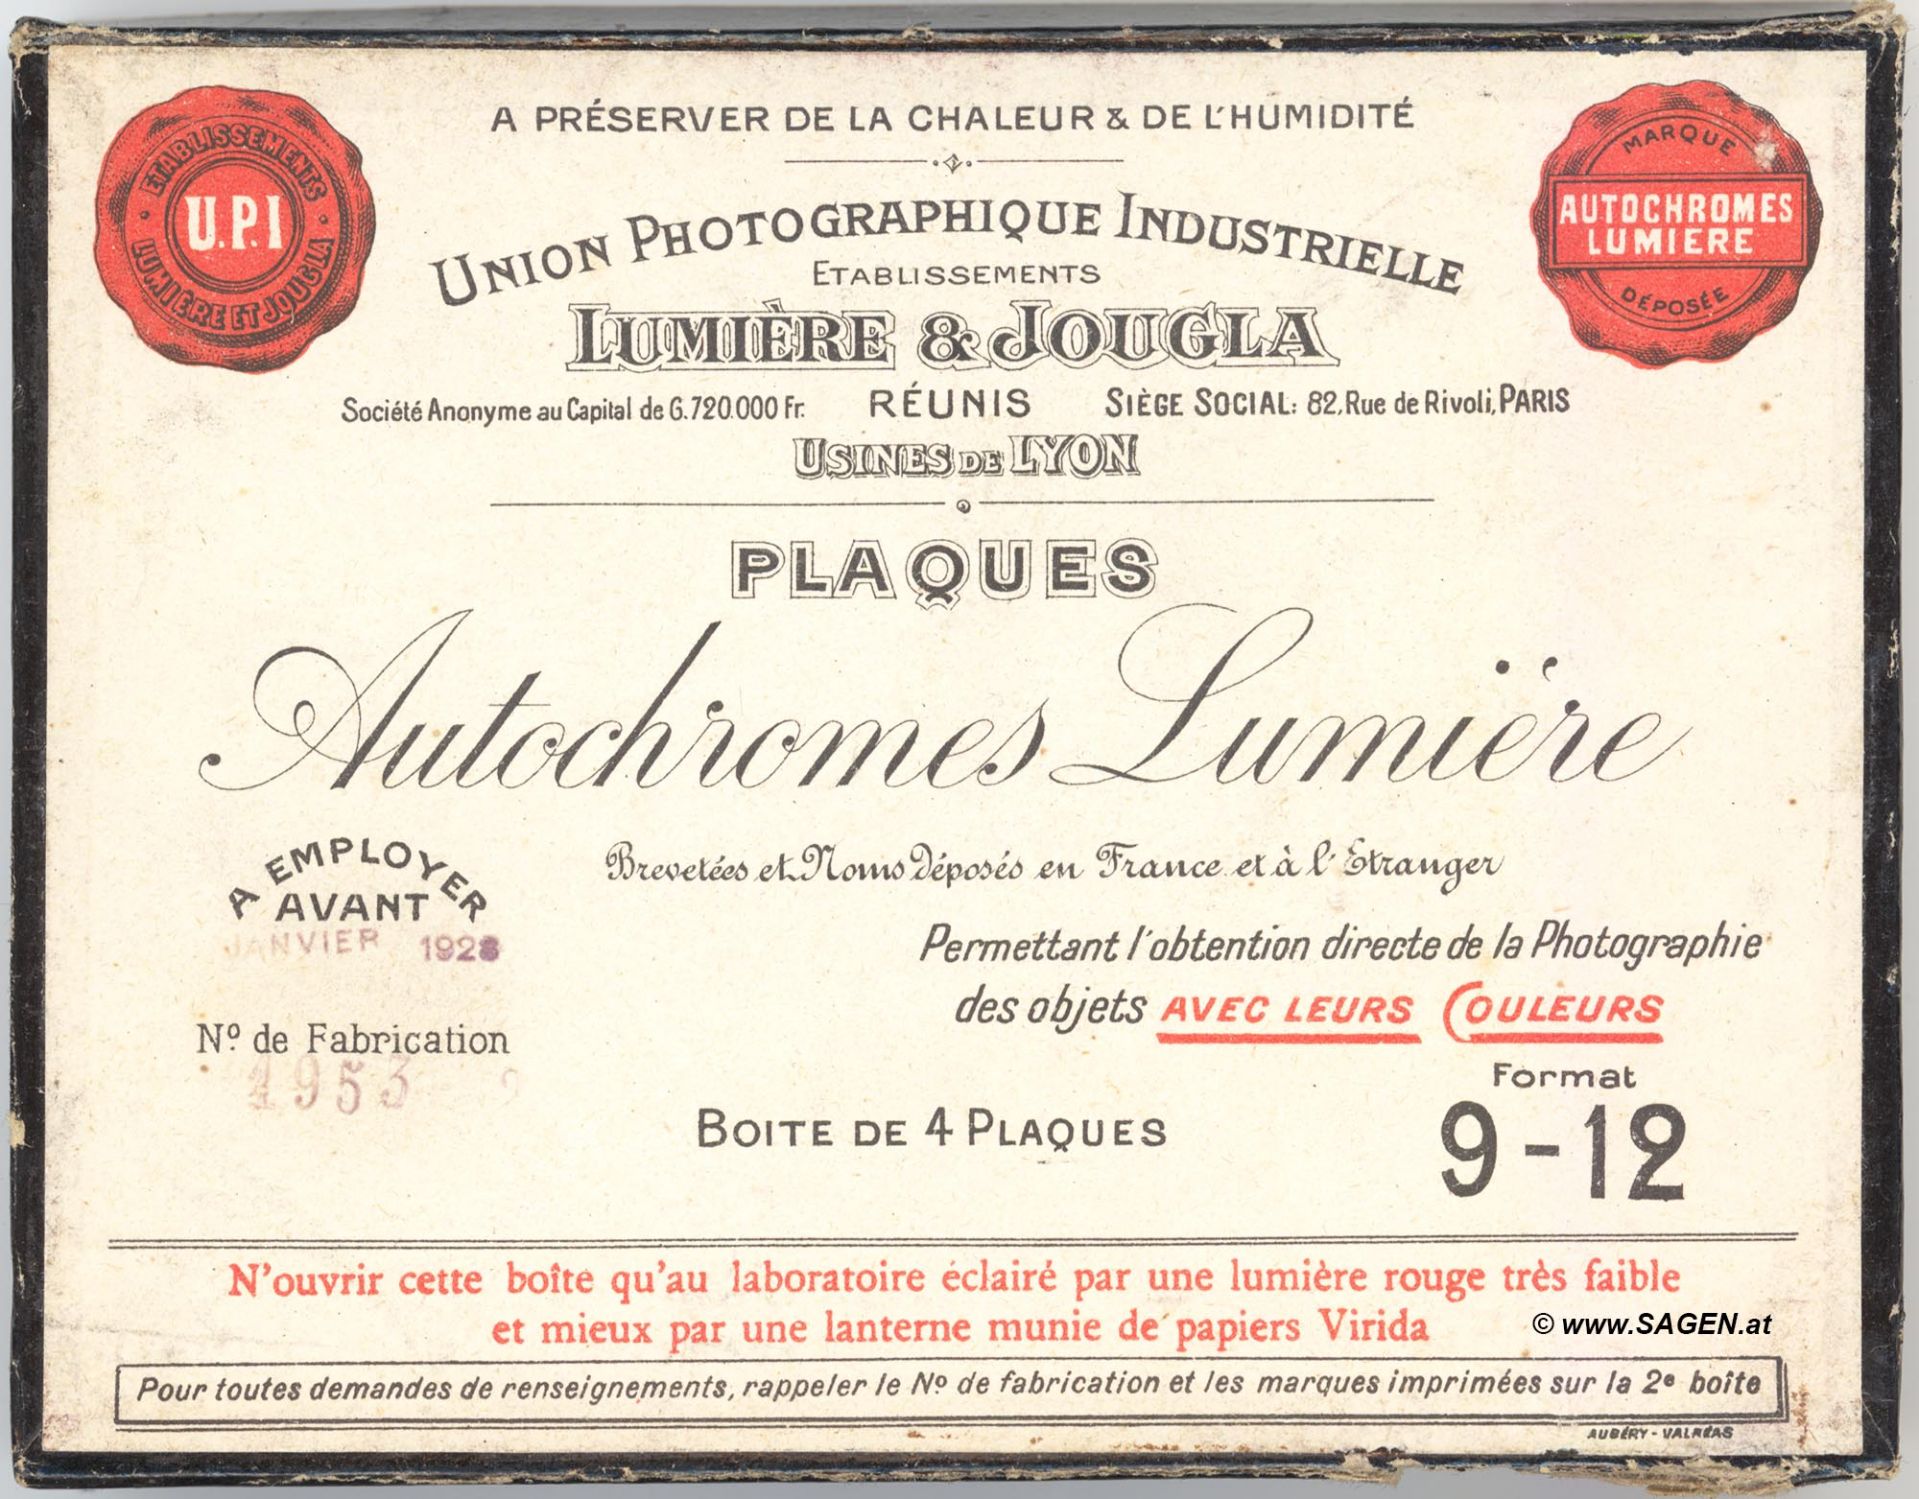 A PRÉSERVER DE LA CHALEUR & DE L'HUMIDITÉ
ETABLISSEMENTS
U.P.I
LUMIÈRE ET JOUGLA
MARQUE
AUTOCHROMES
LUMIERE
DÉPOSÉE
UNION PHOTOGRAPHIQUE INDUSTRIELLE
ETABLISSEMENTS
LUMIÈRE & JOUGLA
Société Anonyme au Capital de 6.720.000 Fr. RÉUNIS SIÈGE SOCIAL: 82, Rue de Rivoli, PARIS
USINES DE LYON
PLAQUES
Autochromes Lumière
A EMPLOYER
AVANT
JANVIER 1928
Brevetées et Noms Déposés en France et à l'Etranger
Permettant l'obtention directe de la Photographie
des objets AVEC LEURS COULEURS
Nº de Fabrication
1953
Format
9-12
BOITE DE 4 PLAQUES
N'ouvrir cette boîte qu'au laboratoire éclairé par une lumière rouge très faible
et mieux par une lanterne munie de papiers Virida
© www.SAGEN.at
Pour toutes demandes de renseignements, rappeler le Nº de fabrication et les marques imprimées sur la 2e boîte
AUBÉRY - VALRÉAS